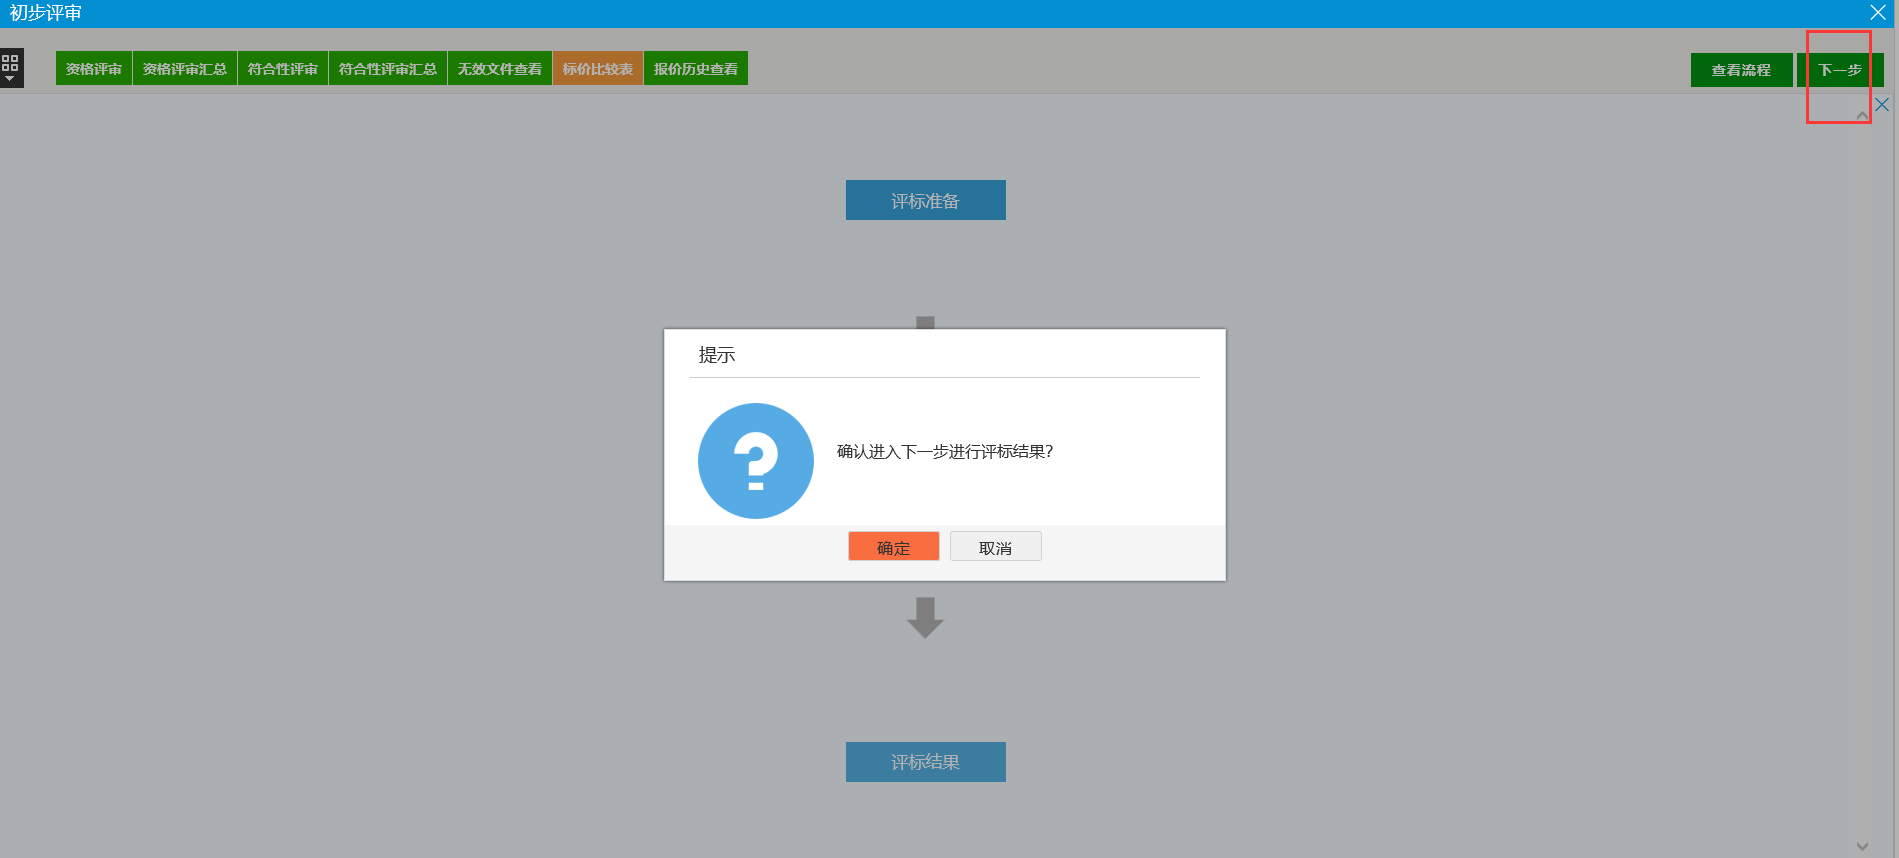 初步评审
资格评审 资格评审汇总 符合性评审 符合性评审汇总 无效文件查看 标价比较表 报价历史查看 查看流程 下一步
评标准备
提示
?
确认进入下一步进行评标结果?
确定 取消
评标结果